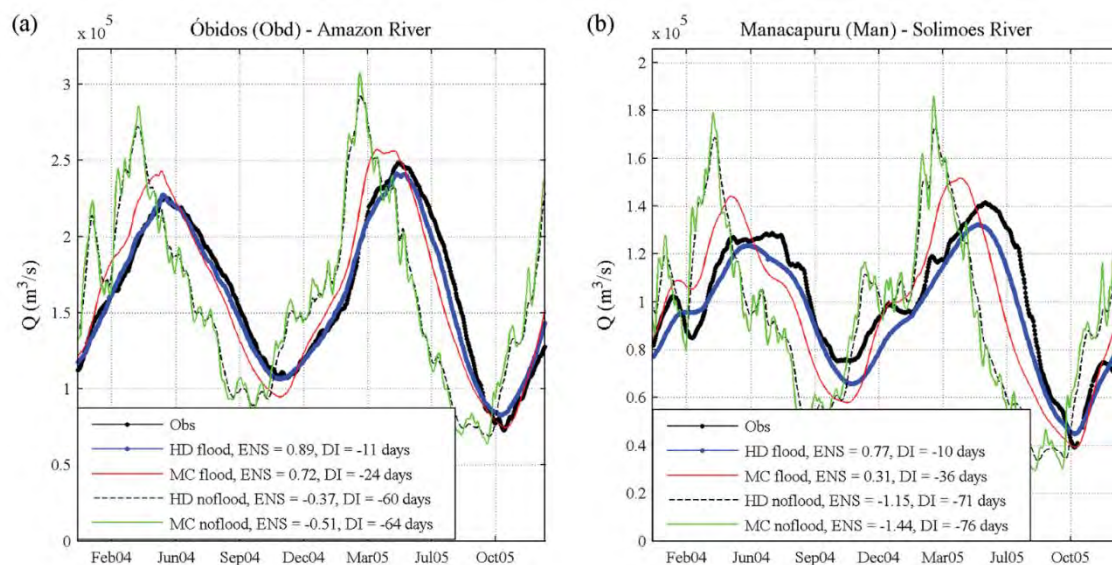 (a)
Óbidos (Obd) - Amazon River
x 10^5
Q (m^3/s)
3
2.5
2
1.5
1
0.5
0
Obs
HD flood, ENS = 0.89, DI = -11 days
MC flood, ENS = 0.72, DI = -24 days
HD noflood, ENS = -0.37, DI = -60 days
MC noflood, ENS = -0.51, DI = -64 days
Feb04 Jun04 Sep04 Dec04 Mar05 Jul05 Oct05
(b)
Manacapuru (Man) - Solimoes River
x 10^5
Q (m^3/s)
2
1.8
1.6
1.4
1.2
1
0.8
0.6
0.4
0.2
0
Obs
HD flood, ENS = 0.77, DI = -10 days
MC flood, ENS = 0.31, DI = -36 days
HD noflood, ENS = -1.15, DI = -71 days
MC noflood, ENS = -1.44, DI = -76 days
Feb04 Jun04 Sep04 Dec04 Mar05 Jul05 Oct05